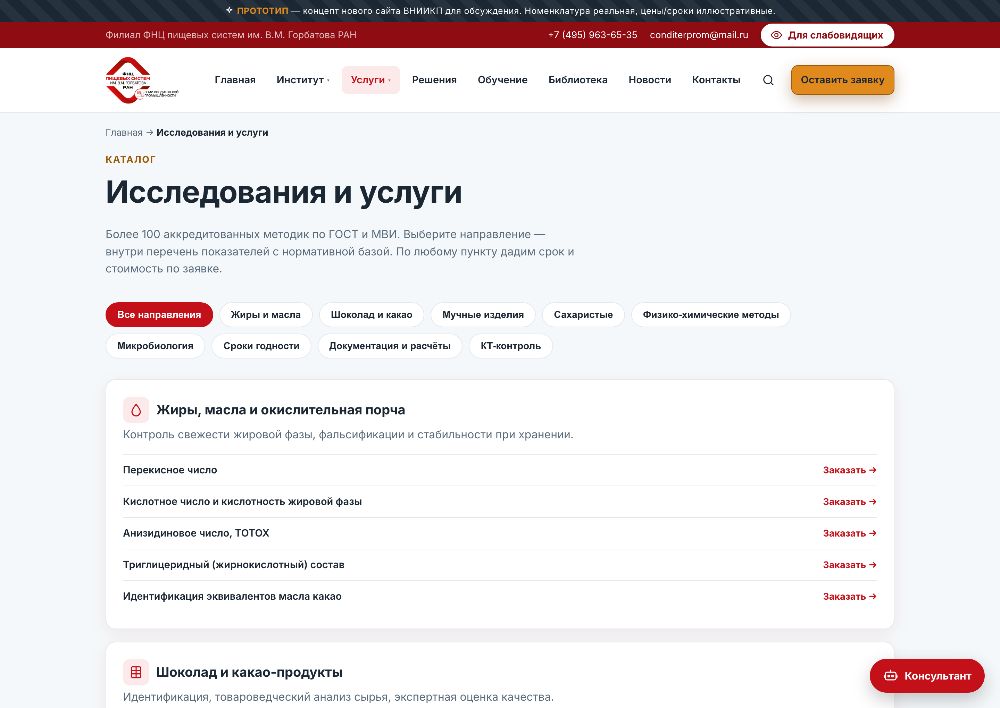 ПРОТОТИП — концепт нового сайта ВНИИКП для обсуждения. Номенклатура реальная, цены/сроки иллюстративные.
Филиал ФНЦ пищевых систем им. В.М. Горбатова РАН
+7 (495) 963-65-35
conditerprom@mail.ru
Для слабовидящих
ФНЦ
ПИЩЕВЫХ СИСТЕМ
ИМ. В.М. ГОРБАТОВА
РАН
ВНИИ КОНДИТЕРСКОЙ
ПРОМЫШЛЕННОСТИ
Главная
Институт
Услуги
Решения
Обучение
Библиотека
Новости
Контакты
Оставить заявку
Главная → Исследования и услуги
КАТАЛОГ
Исследования и услуги
Более 100 аккредитованных методик по ГОСТ и МВИ. Выберите направление —
внутри перечень показателей с нормативной базой. По любому пункту дадим срок и
стоимость по заявке.
Все направления
Жиры и масла
Шоколад и какао
Мучные изделия
Сахаристые
Физико-химические методы
Микробиология
Сроки годности
Документация и расчёты
КТ-контроль
Жиры, масла и окислительная порча
Контроль свежести жировой фазы, фальсификации и стабильности при хранении.
Перекисное число
Заказать →
Кислотное число и кислотность жировой фазы
Заказать →
Анизидиновое число, ТОТОХ
Заказать →
Триглицеридный (жирнокислотный) состав
Заказать →
Идентификация эквивалентов масла какао
Заказать →
Шоколад и какао-продукты
Идентификация, товароведческий анализ сырья, экспертная оценка качества.
Консультант